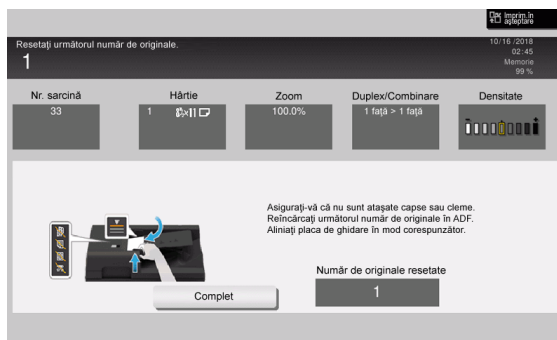 Imprim.în
așteptare
Resetați următorul număr de originale.
1
10/16 /2018
02:45
Memorie
99 %
Nr. sarcină
Hârtie
Zoom
Duplex/Combinare
Densitate
33
1 8½×11
100.0%
1 față > 1 față
Asigurați-vă că nu sunt atașate capse sau cleme.
Reîncărcați următorul număr de originale în ADF.
Aliniați placa de ghidare în mod corespunzător.
Număr de originale resetate
1
Complet